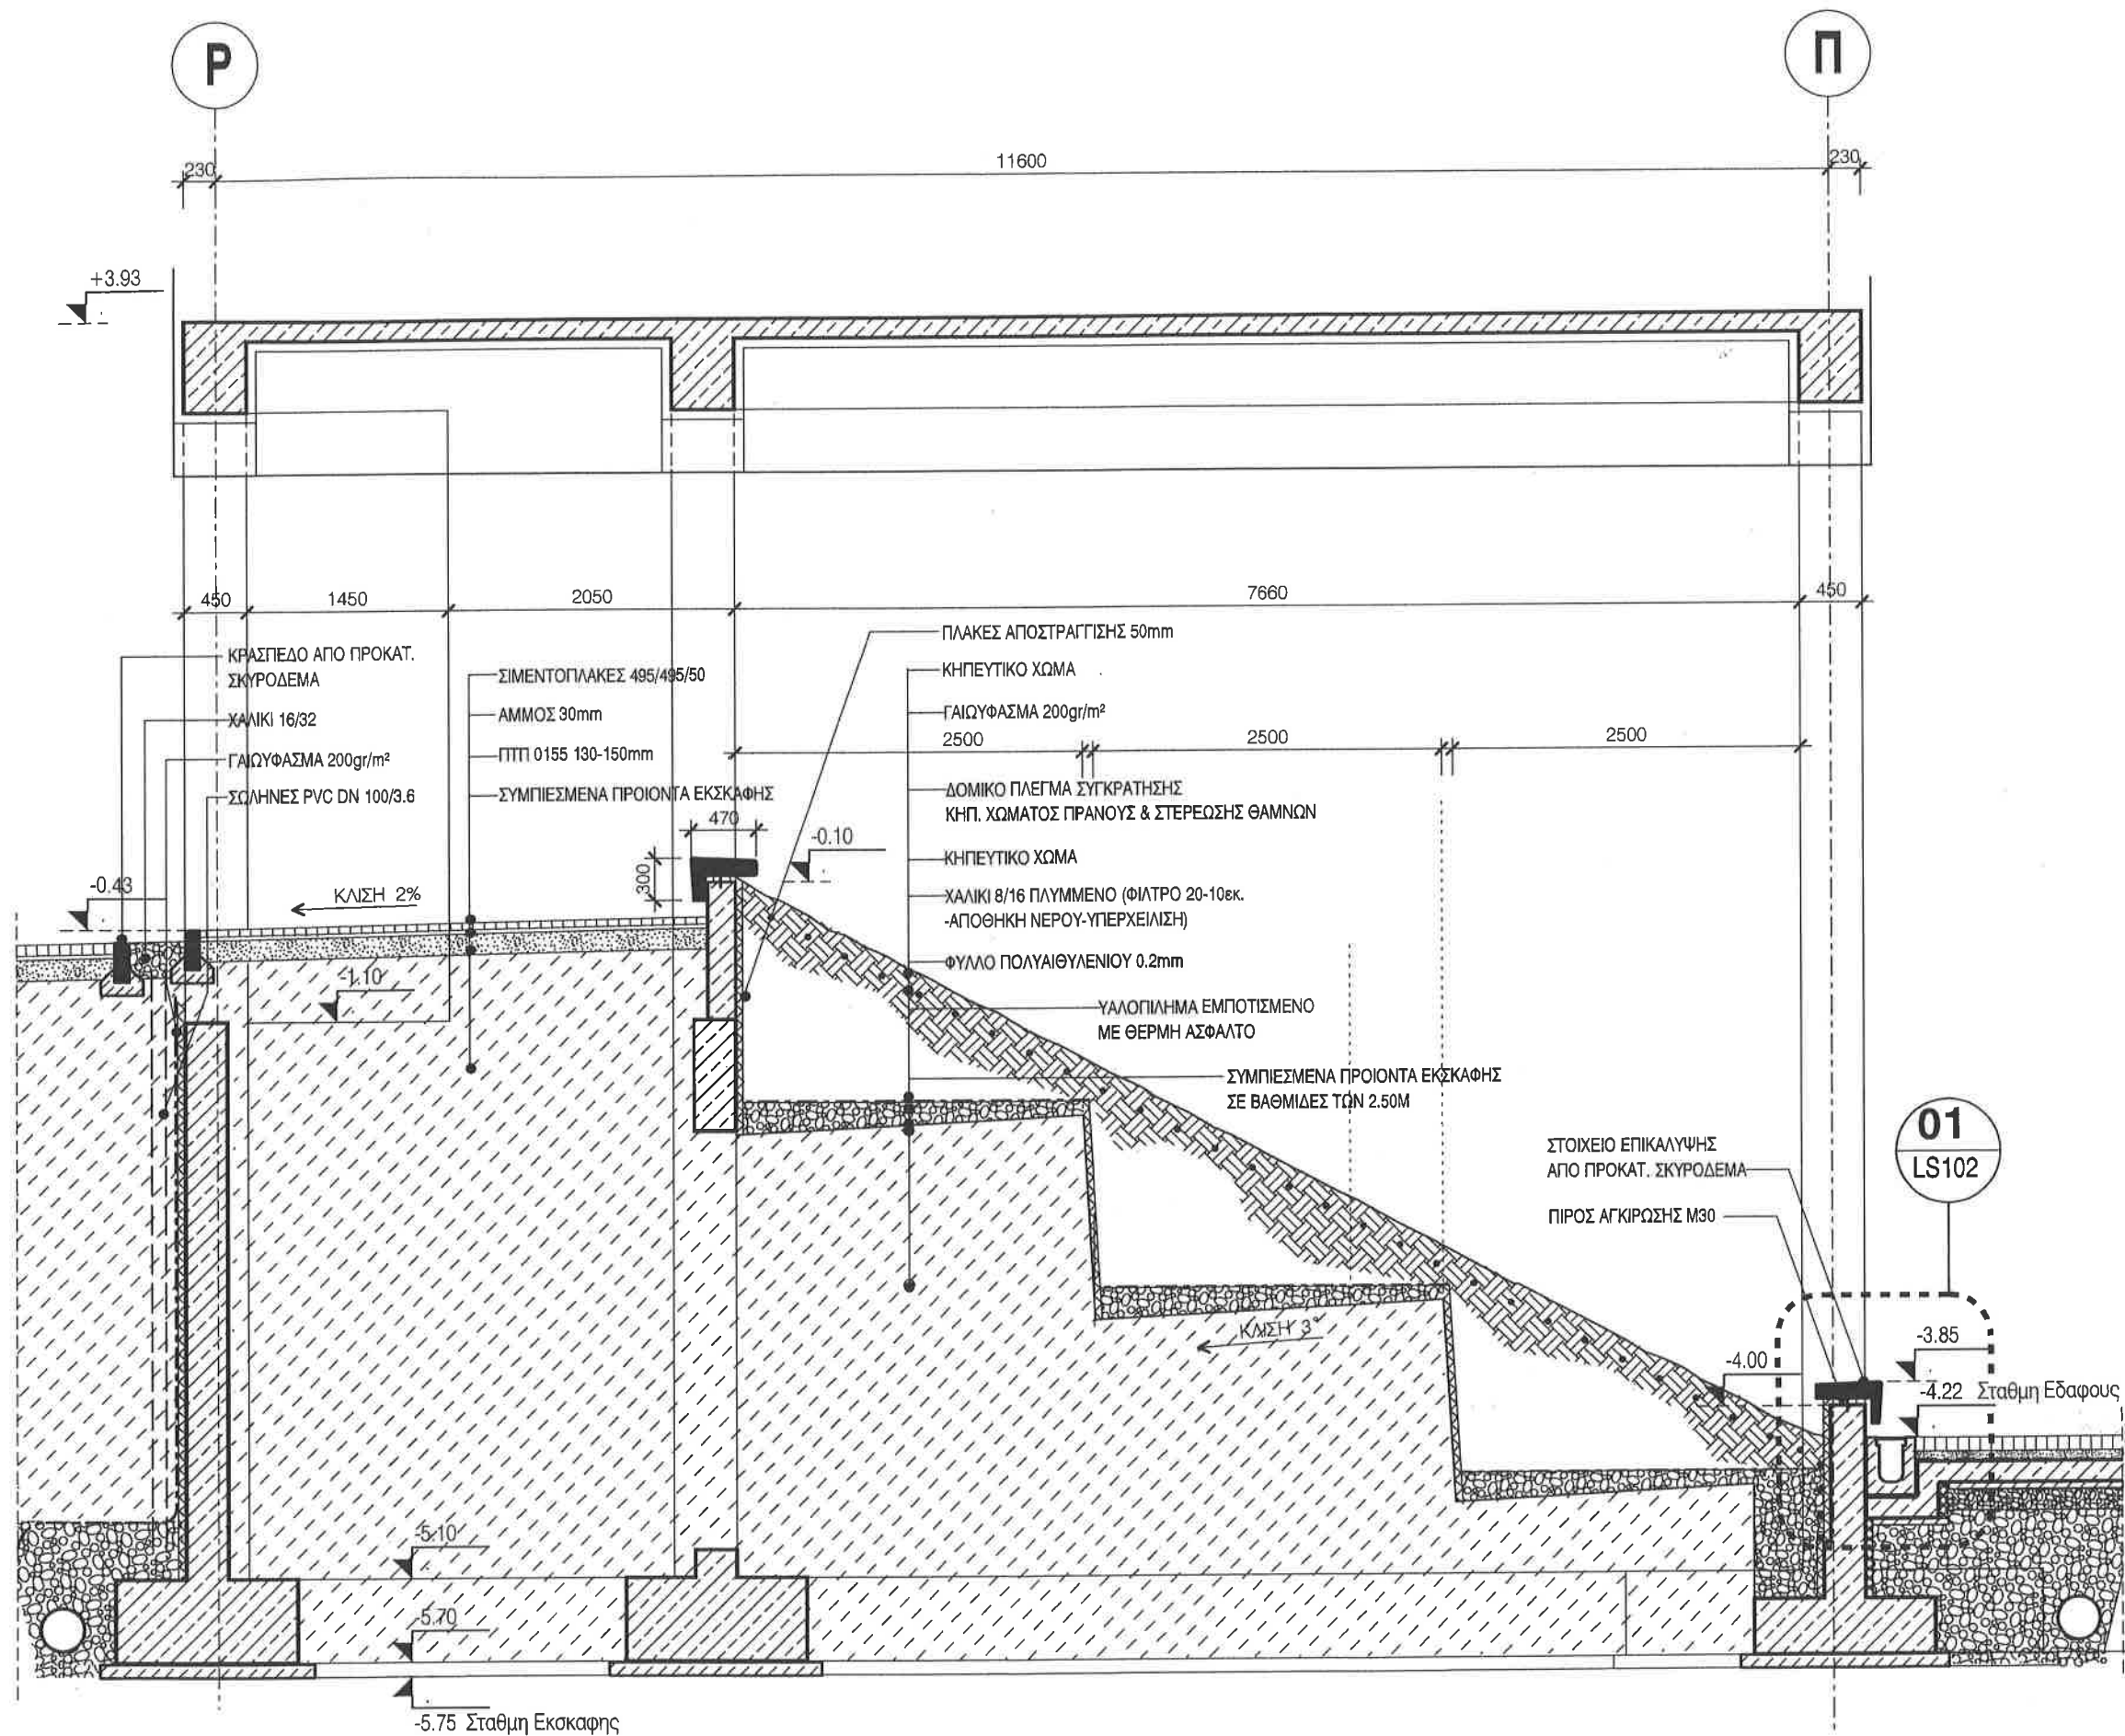 Ρ
Π
230
11600
230
+3.93
450
1450
2050
7660
450
ΚΡΑΣΠΕΔΟ ΑΠΟ ΠΡΟΚΑΤ.
ΣΚΥΡΟΔΕΜΑ
ΧΑΛΙΚΙ 16/32
ΓΑΙΩΥΦΑΣΜΑ 200gr/m²
ΣΩΛΗΝΕΣ PVC DN 100/3.6
ΣΙΜΕΝΤΟΠΛΑΚΕΣ 495/495/50
ΑΜΜΟΣ 30mm
ΠΤΠ 0155 130-150mm
ΣΥΜΠΙΕΣΜΕΝΑ ΠΡΟΙΟΝΤΑ ΕΚΣΚΑΦΗΣ
ΠΛΑΚΕΣ ΑΠΟΣΤΡΑΓΓΙΣΗΣ 50mm
ΚΗΠΕΥΤΙΚΟ ΧΩΜΑ
ΓΑΙΩΥΦΑΣΜΑ 200gr/m²
2500
2500
2500
ΔΟΜΙΚΟ ΠΛΕΓΜΑ ΣΥΓΚΡΑΤΗΣΗΣ
ΚΗΠ. ΧΩΜΑΤΟΣ ΠΡΑΝΟΥΣ & ΣΤΕΡΕΩΣΗΣ ΘΑΜΝΩΝ
ΚΗΠΕΥΤΙΚΟ ΧΩΜΑ
ΧΑΛΙΚΙ 8/16 ΠΛΥΜΜΕΝΟ (ΦΙΛΤΡΟ 20-10εκ.
-ΑΠΟΘΗΚΗ ΝΕΡΟΥ-ΥΠΕΡΧΕΙΛΙΣΗ)
ΦΥΛΛΟ ΠΟΛΥΑΙΘΥΛΕΝΙΟΥ 0.2mm
ΥΑΛΟΠΙΛΗΜΑ ΕΜΠΟΤΙΣΜΕΝΟ
ΜΕ ΘΕΡΜΗ ΑΣΦΑΛΤΟ
ΣΥΜΠΙΕΣΜΕΝΑ ΠΡΟΙΟΝΤΑ ΕΚΣΚΑΦΗΣ
ΣΕ ΒΑΘΜΙΔΕΣ ΤΩΝ 2.50Μ
470
300
-0.10
-0.43
ΚΛΙΣΗ 2%
-1.10
ΣΤΟΙΧΕΙΟ ΕΠΙΚΑΛΥΨΗΣ
ΑΠΟ ΠΡΟΚΑΤ. ΣΚΥΡΟΔΕΜΑ
ΠΙΡΟΣ ΑΓΚΙΡΩΣΗΣ Μ30
01
LS102
ΚΛΙΣΗ 3°
-4.00
-3.85
-4.22 Σταθμη Εδαφους
-5.10
-5.70
-5.75 Σταθμη Εκσκαφης